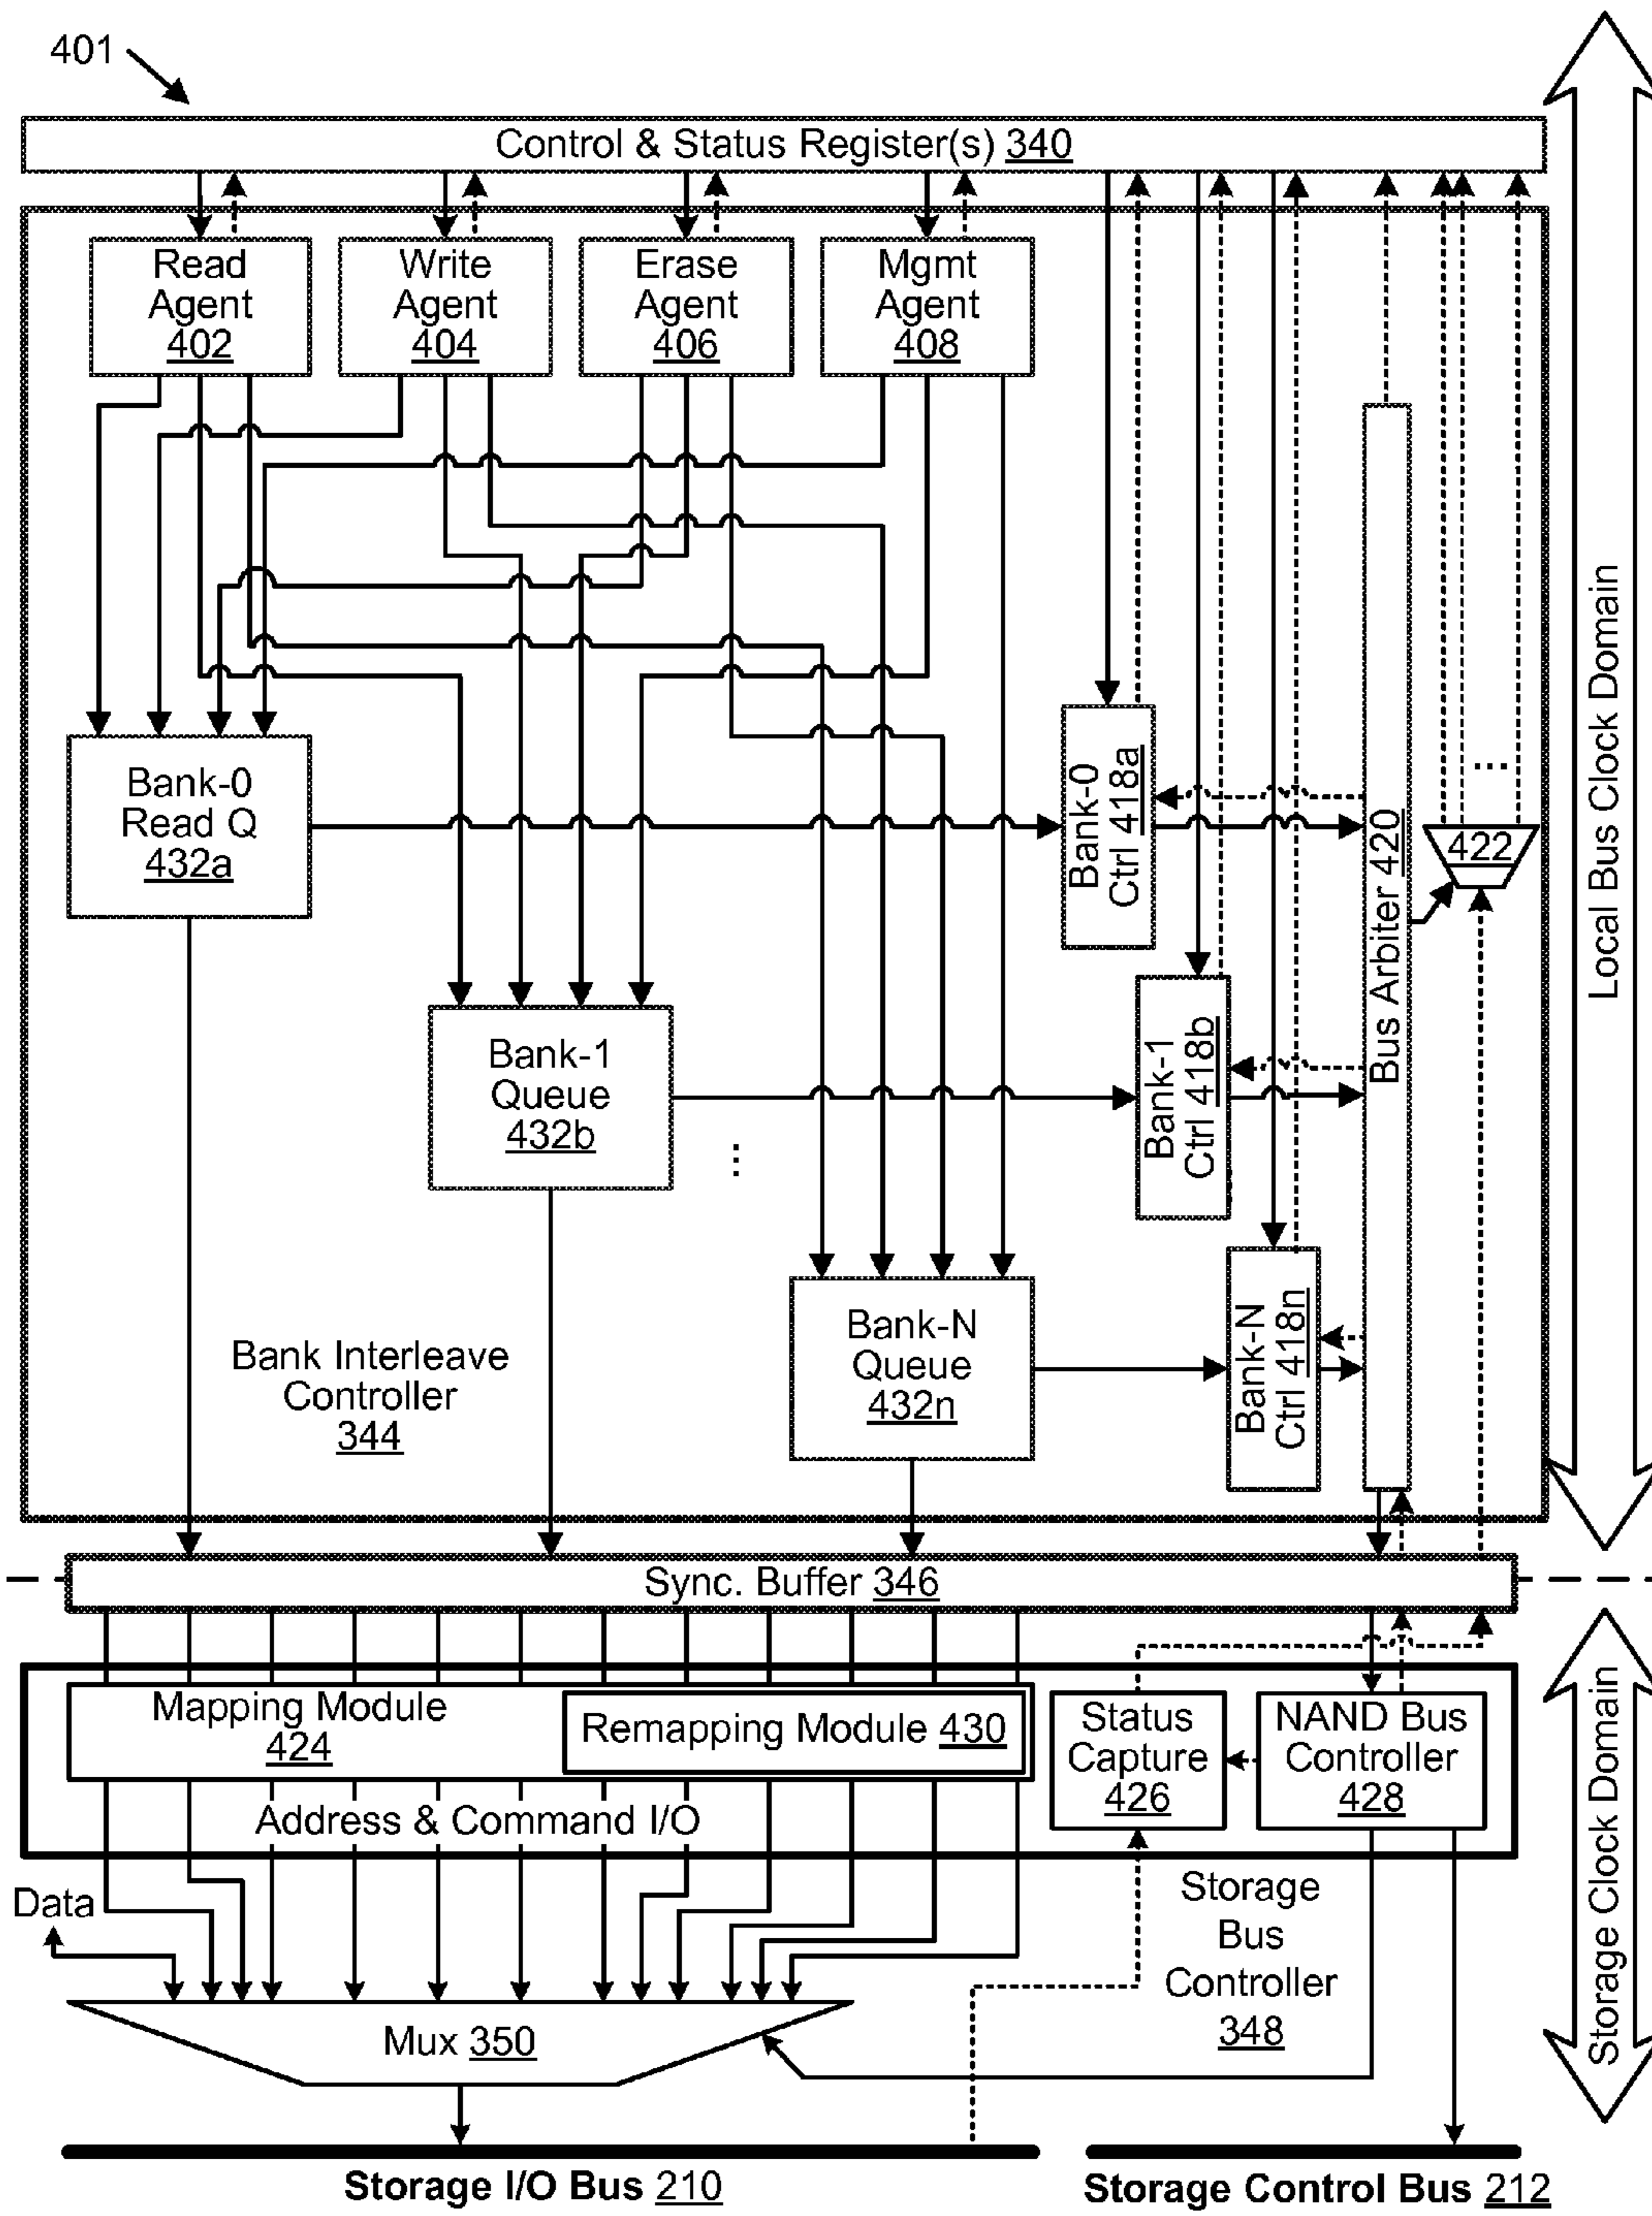 401
Control & Status Register(s) 340
Read
Agent
402
Write
Agent
404
Erase
Agent
406
Mgmt
Agent
408
Bank-0
Read Q
432a
Bank-0
Ctrl 418a
Bus Arbiter 420
...
422
Local Bus Clock Domain
Bank-1
Queue
432b
...
Bank-1
Ctrl 418b
Bank-N
Queue
432n
Bank-N
Ctrl 418n
Bank Interleave
Controller
344
Sync. Buffer 346
Mapping Module
424
Remapping Module 430
Status
Capture
426
NAND Bus
Controller
428
Address & Command I/O
Storage Clock Domain
Data
Storage
Bus
Controller
348
Mux 350
Storage I/O Bus 210
Storage Control Bus 212